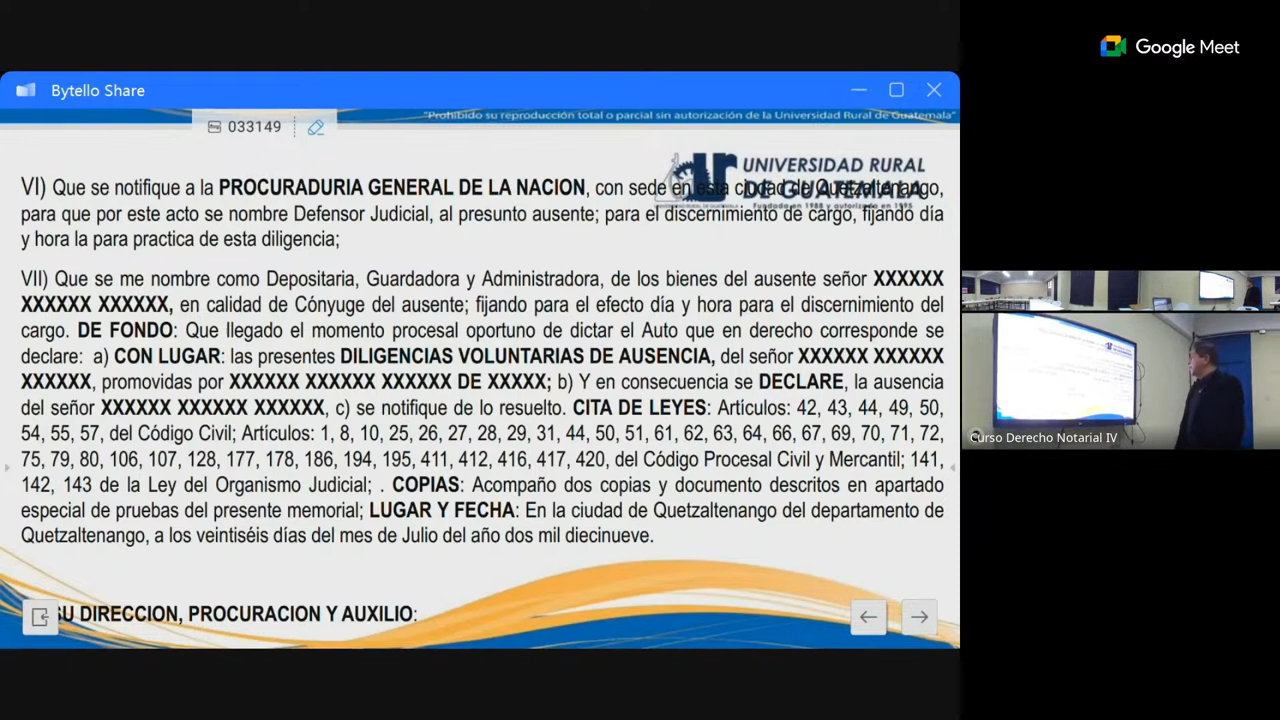 Google Meet
Bytello Share
"Prohibido su reproducción total o parcial sin autorización de la Universidad Rural de Guatemala"
033149
UNIVERSIDAD RURAL
DE GUATEMALA
Fundada en 1988 y autorizada en 1995
VI) Que se notifique a la PROCURADURIA GENERAL DE LA NACION, con sede en esta ciudad de Quetzaltenango,
para que por este acto se nombre Defensor Judicial, al presunto ausente; para el discernimiento de cargo, fijando día
y hora la para practica de esta diligencia;
VII) Que se me nombre como Depositaria, Guardadora y Administradora, de los bienes del ausente señor XXXXXX
XXXXXX XXXXXX, en calidad de Cónyuge del ausente; fijando para el efecto día y hora para el discernimiento del
cargo. DE FONDO: Que llegado el momento procesal oportuno de dictar el Auto que en derecho corresponde se
declare: a) CON LUGAR: las presentes DILIGENCIAS VOLUNTARIAS DE AUSENCIA, del señor XXXXXX XXXXXX
XXXXXX, promovidas por XXXXXX XXXXXX XXXXXX DE XXXXX; b) Y en consecuencia se DECLARE, la ausencia
del señor XXXXXX XXXXXX XXXXXX, c) se notifique de lo resuelto. CITA DE LEYES: Artículos: 42, 43, 44, 49, 50,
54, 55, 57, del Código Civil; Artículos: 1, 8, 10, 25, 26, 27, 28, 29, 31, 44, 50, 51, 61, 62, 63, 64, 66, 67, 69, 70, 71, 72,
75, 79, 80, 106, 107, 128, 177, 178, 186, 194, 195, 411, 412, 416, 417, 420, del Código Procesal Civil y Mercantil; 141,
142, 143 de la Ley del Organismo Judicial; . COPIAS: Acompaño dos copias y documento descritos en apartado
especial de pruebas del presente memorial; LUGAR Y FECHA: En la ciudad de Quetzaltenango del departamento de
Quetzaltenango, a los veintiséis días del mes de Julio del año dos mil diecinueve.
SU DIRECCION, PROCURACION Y AUXILIO:
Curso Derecho Notarial IV